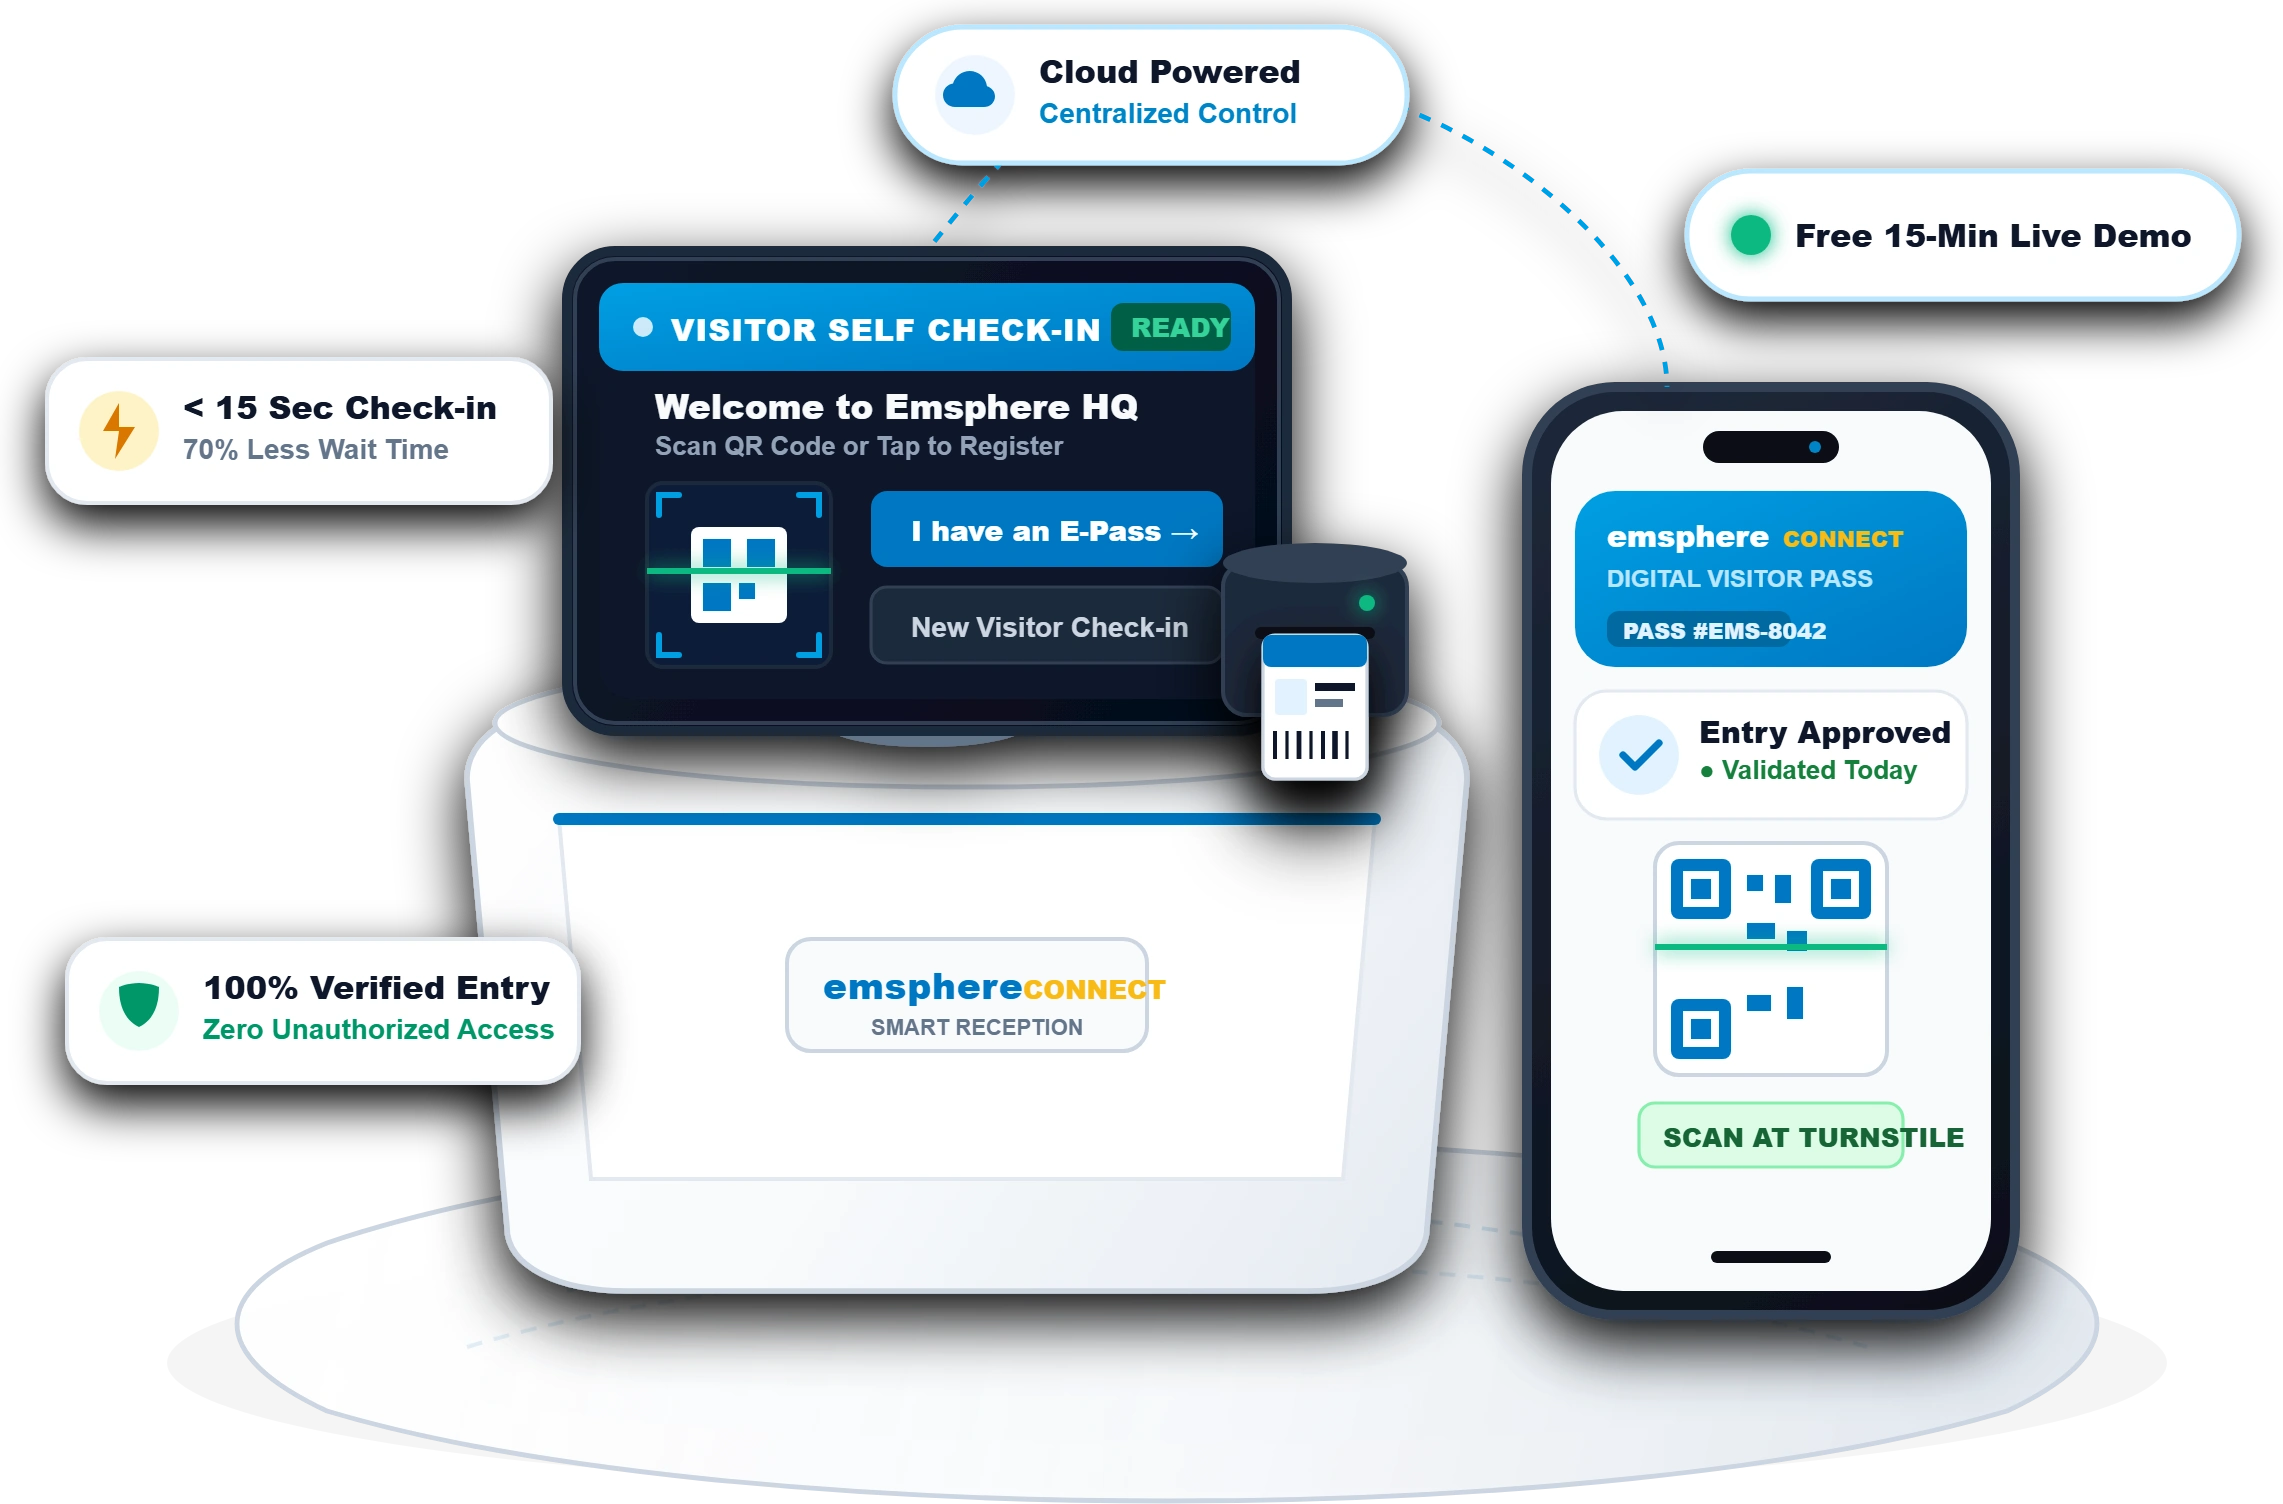 Cloud Powered
Centralized Control
Free 15-Min Live Demo
VISITOR SELF CHECK-IN READY
Welcome to Emsphere HQ
Scan QR Code or Tap to Register
I have an E-Pass →
New Visitor Check-in
< 15 Sec Check-in
70% Less Wait Time
100% Verified Entry
Zero Unauthorized Access
emsphereCONNECT
SMART RECEPTION
emsphere CONNECT
DIGITAL VISITOR PASS
PASS #EMS-8042
Entry Approved
● Validated Today
SCAN AT TURNSTILE